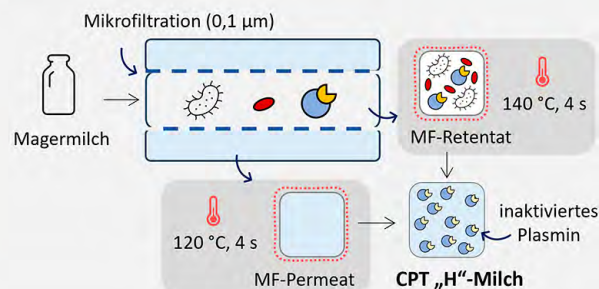 Mikrofiltration (0,1 µm)
Magermilch
140 °C, 4 s
MF-Retentat
120 °C, 4 s
MF-Permeat
inaktiviertes
Plasmin
CPT „H“-Milch